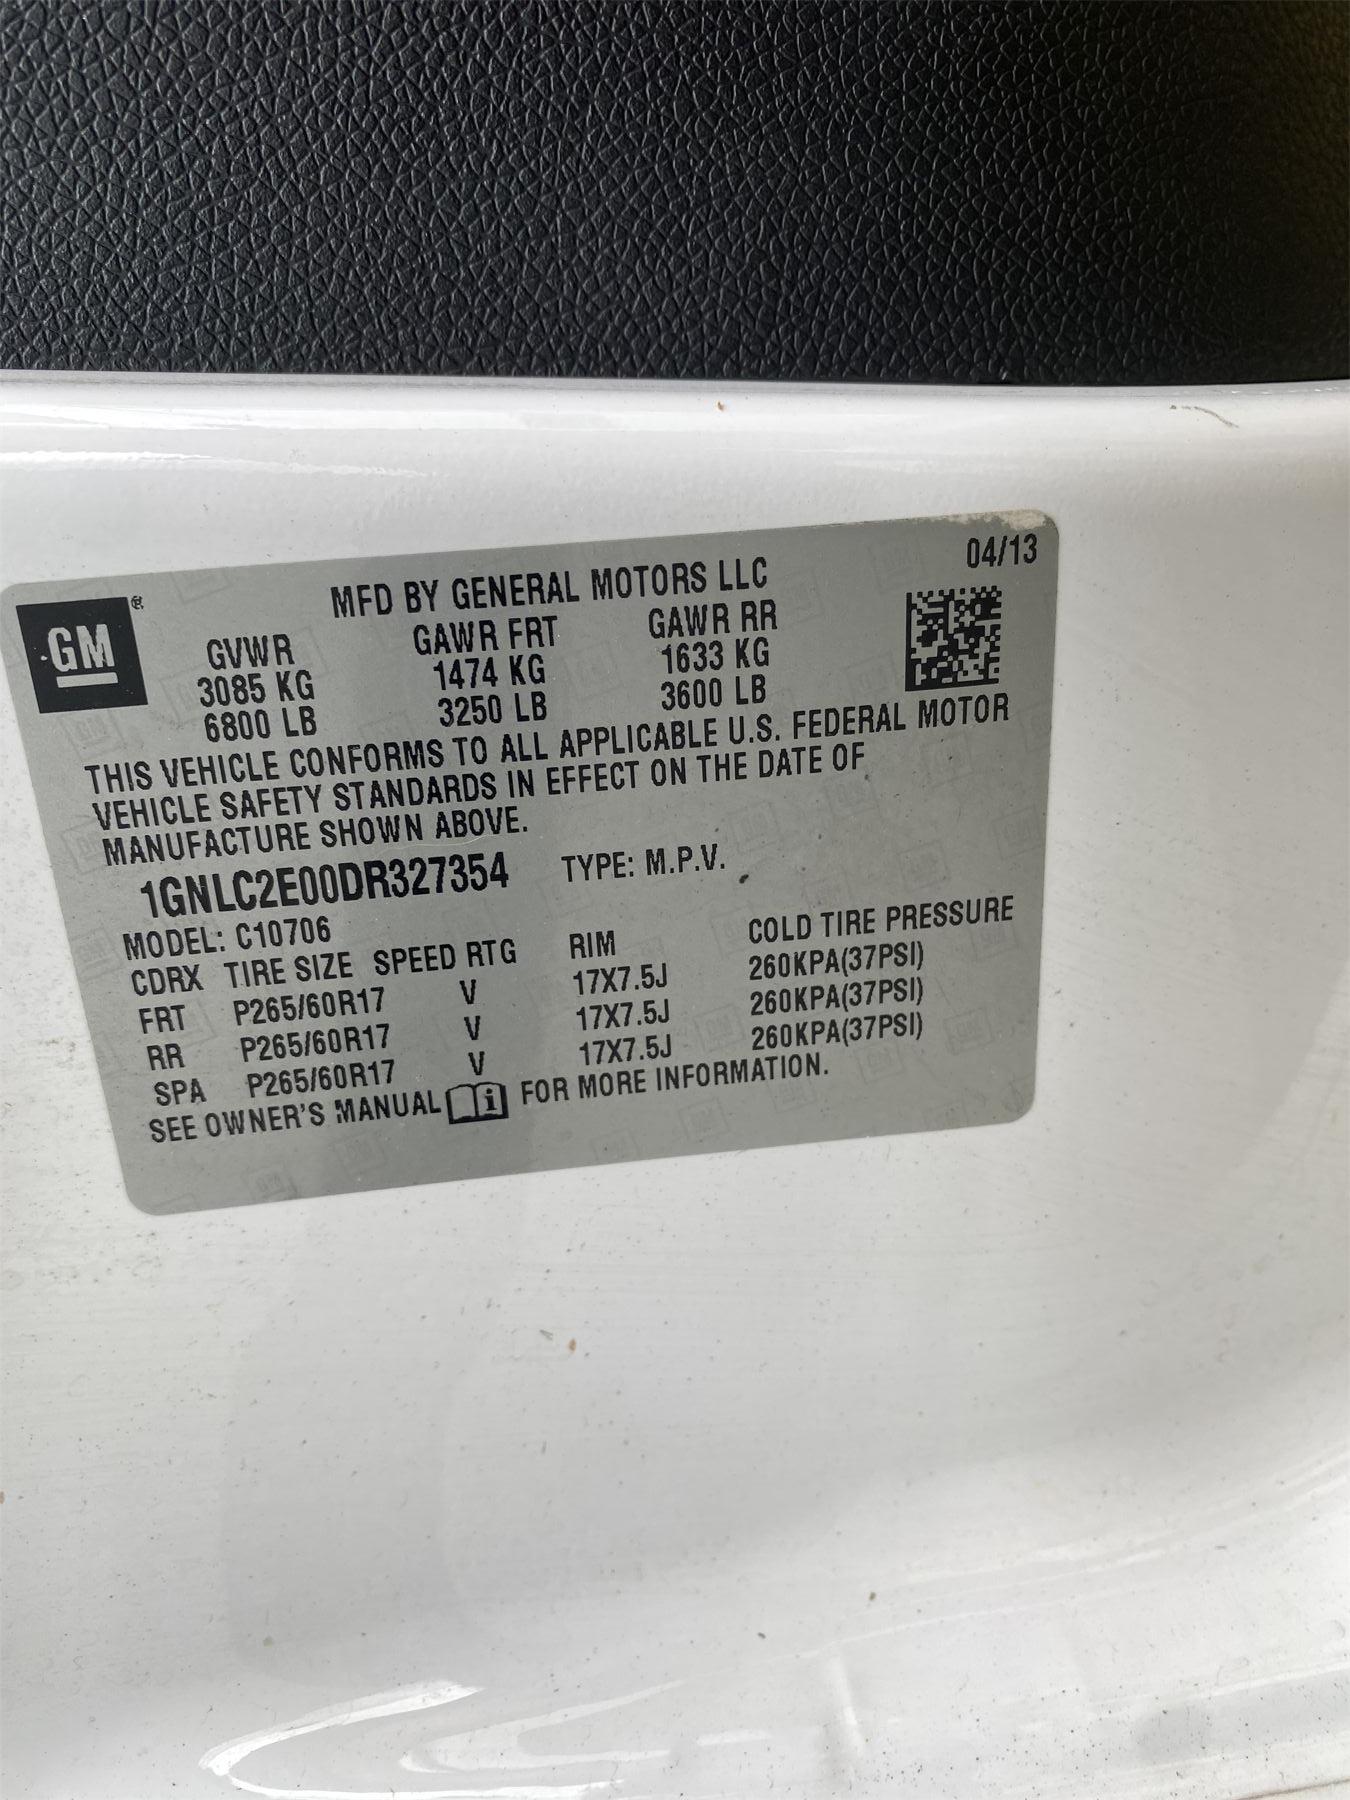 04/13
GM ® MFD BY GENERAL MOTORS LLC
GVWR GAWR FRT GAWR RR
3085 KG 1474 KG 1633 KG
6800 LB 3250 LB 3600 LB
THIS VEHICLE CONFORMS TO ALL APPLICABLE U.S. FEDERAL MOTOR
VEHICLE SAFETY STANDARDS IN EFFECT ON THE DATE OF
MANUFACTURE SHOWN ABOVE.
1GNLC2E00DR327354 TYPE: M.P.V.
MODEL: C10706
CDRX TIRE SIZE SPEED RTG RIM COLD TIRE PRESSURE
FRT P265/60R17 V 17X7.5J 260KPA(37PSI)
RR P265/60R17 V 17X7.5J 260KPA(37PSI)
SPA P265/60R17 V 17X7.5J 260KPA(37PSI)
SEE OWNER'S MANUAL i FOR MORE INFORMATION.